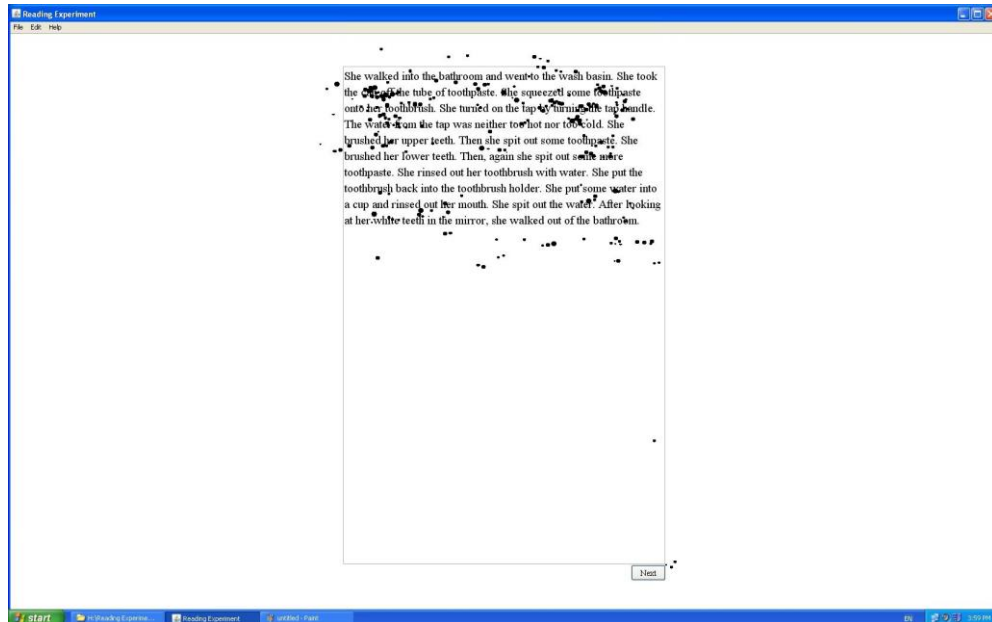 Reading Experiment
File Edit Help
She walked into the bathroom and went to the wash basin. She took
the cap off the tube of toothpaste. She squeezed some toothpaste
onto her toothbrush. She turned on the tap by turning the tap handle.
The water from the tap was neither too hot nor too cold. She
brushed her upper teeth. Then she spit out some toothpaste. She
brushed her lower teeth. Then, again she spit out some more
toothpaste. She rinsed out her toothbrush with water. She put the
toothbrush back into the toothbrush holder. She put some water into
a cup and rinsed out her mouth. She spit out the water. After looking
at her white teeth in the mirror, she walked out of the bathroom.
Next
start H:\Reading Experime... Reading Experiment untitled - Paint EN 3:59 PM